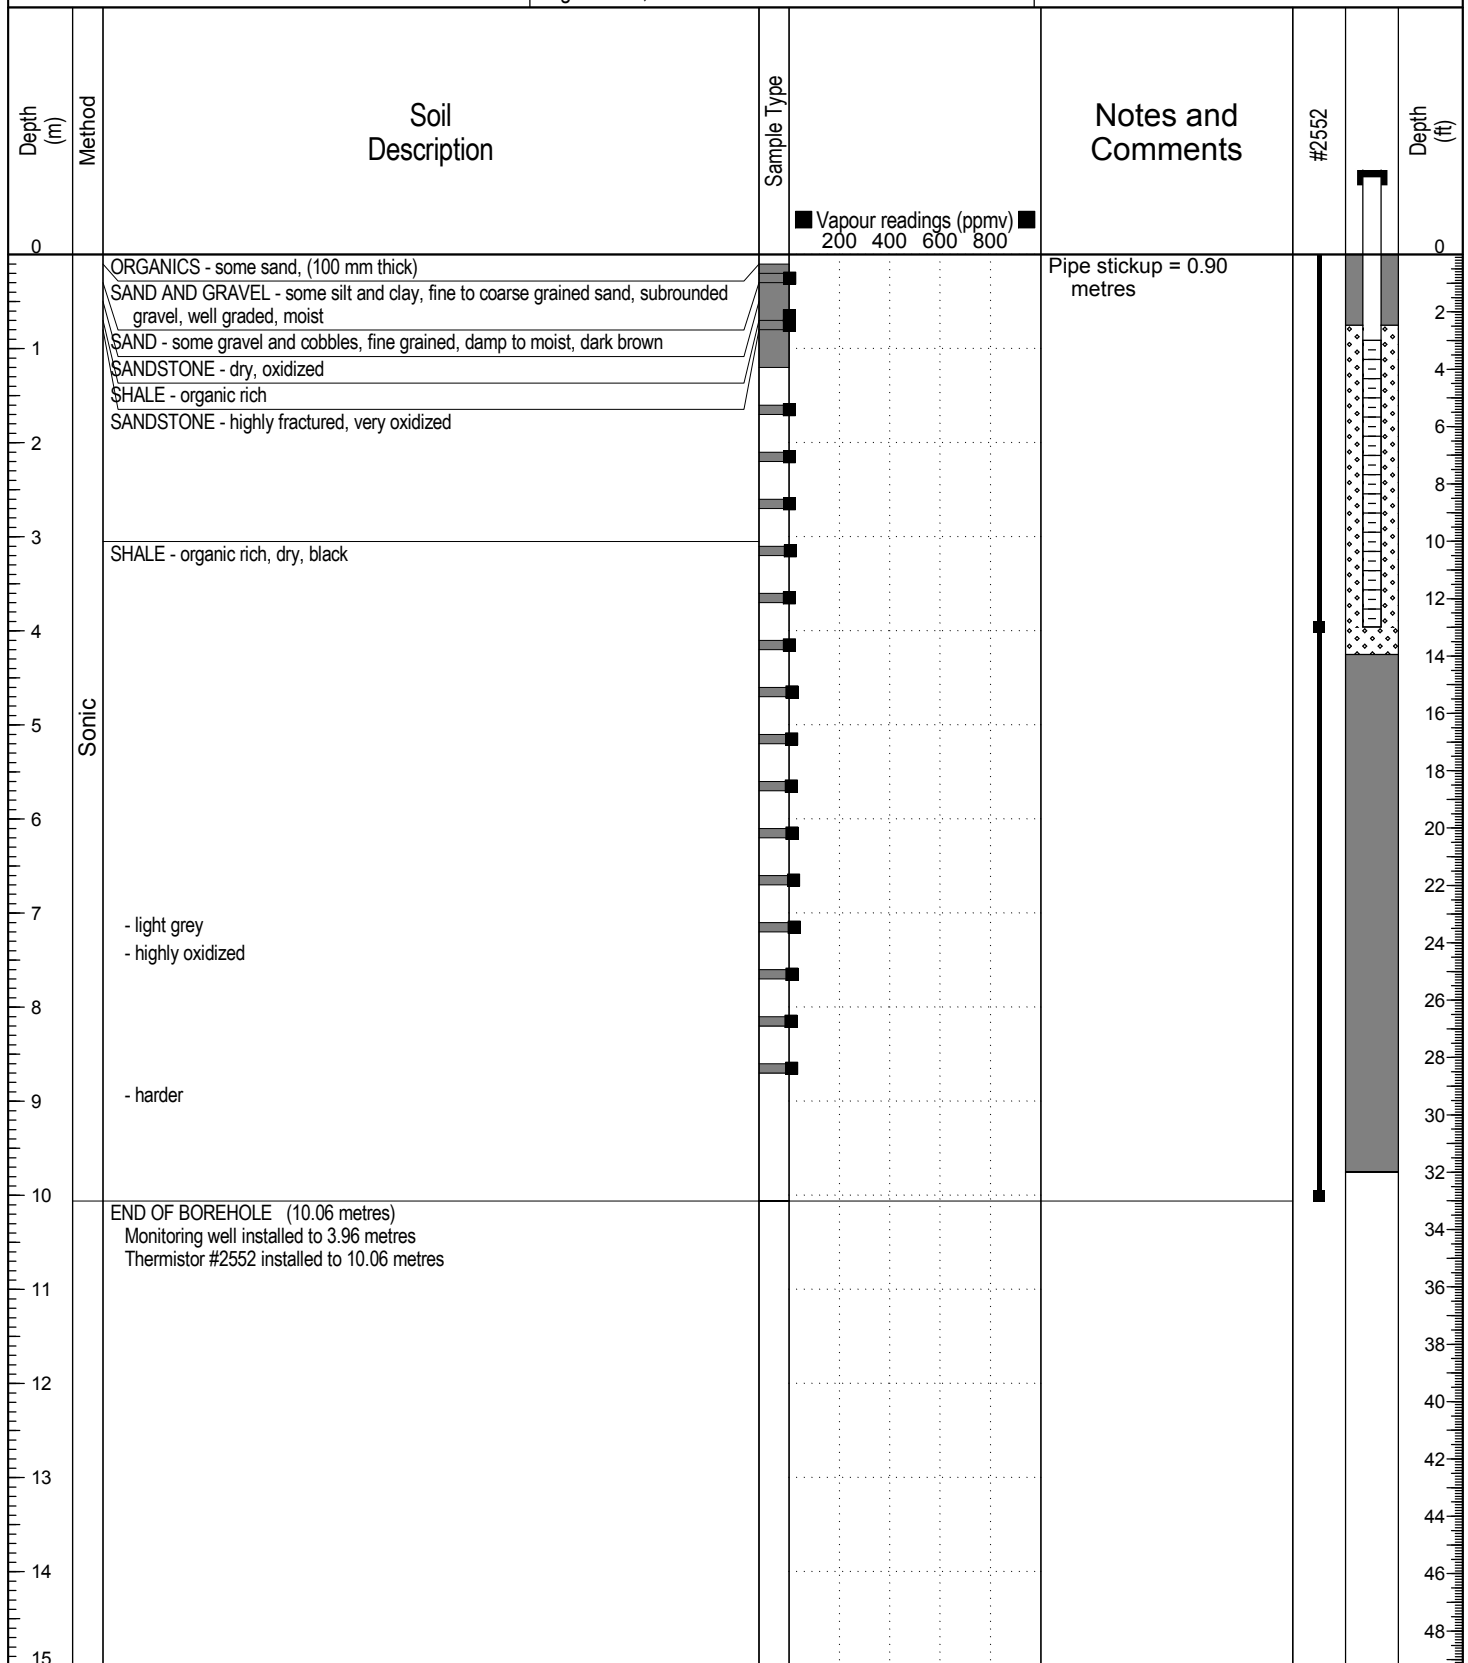 Depth
(m)
Method
Soil
Description
Sample Type
Notes and
Comments
#2552
Depth
(ft)
Vapour readings (ppmv)
200 400 600 800
0
0
ORGANICS - some sand, (100 mm thick)
SAND AND GRAVEL - some silt and clay, fine to coarse grained sand, subrounded
gravel, well graded, moist
SAND - some gravel and cobbles, fine grained, damp to moist, dark brown
SANDSTONE - dry, oxidized
SHALE - organic rich
SANDSTONE - highly fractured, very oxidized
SHALE - organic rich, dry, black
- light grey
- highly oxidized
- harder
END OF BOREHOLE (10.06 metres)
Monitoring well installed to 3.96 metres
Thermistor #2552 installed to 10.06 metres
Pipe stickup = 0.90
metres
Sonic
1
2
3
4
5
6
7
8
9
10
11
12
13
14
15
2
4
6
8
10
12
14
16
18
20
22
24
26
28
30
32
34
36
38
40
42
44
46
48